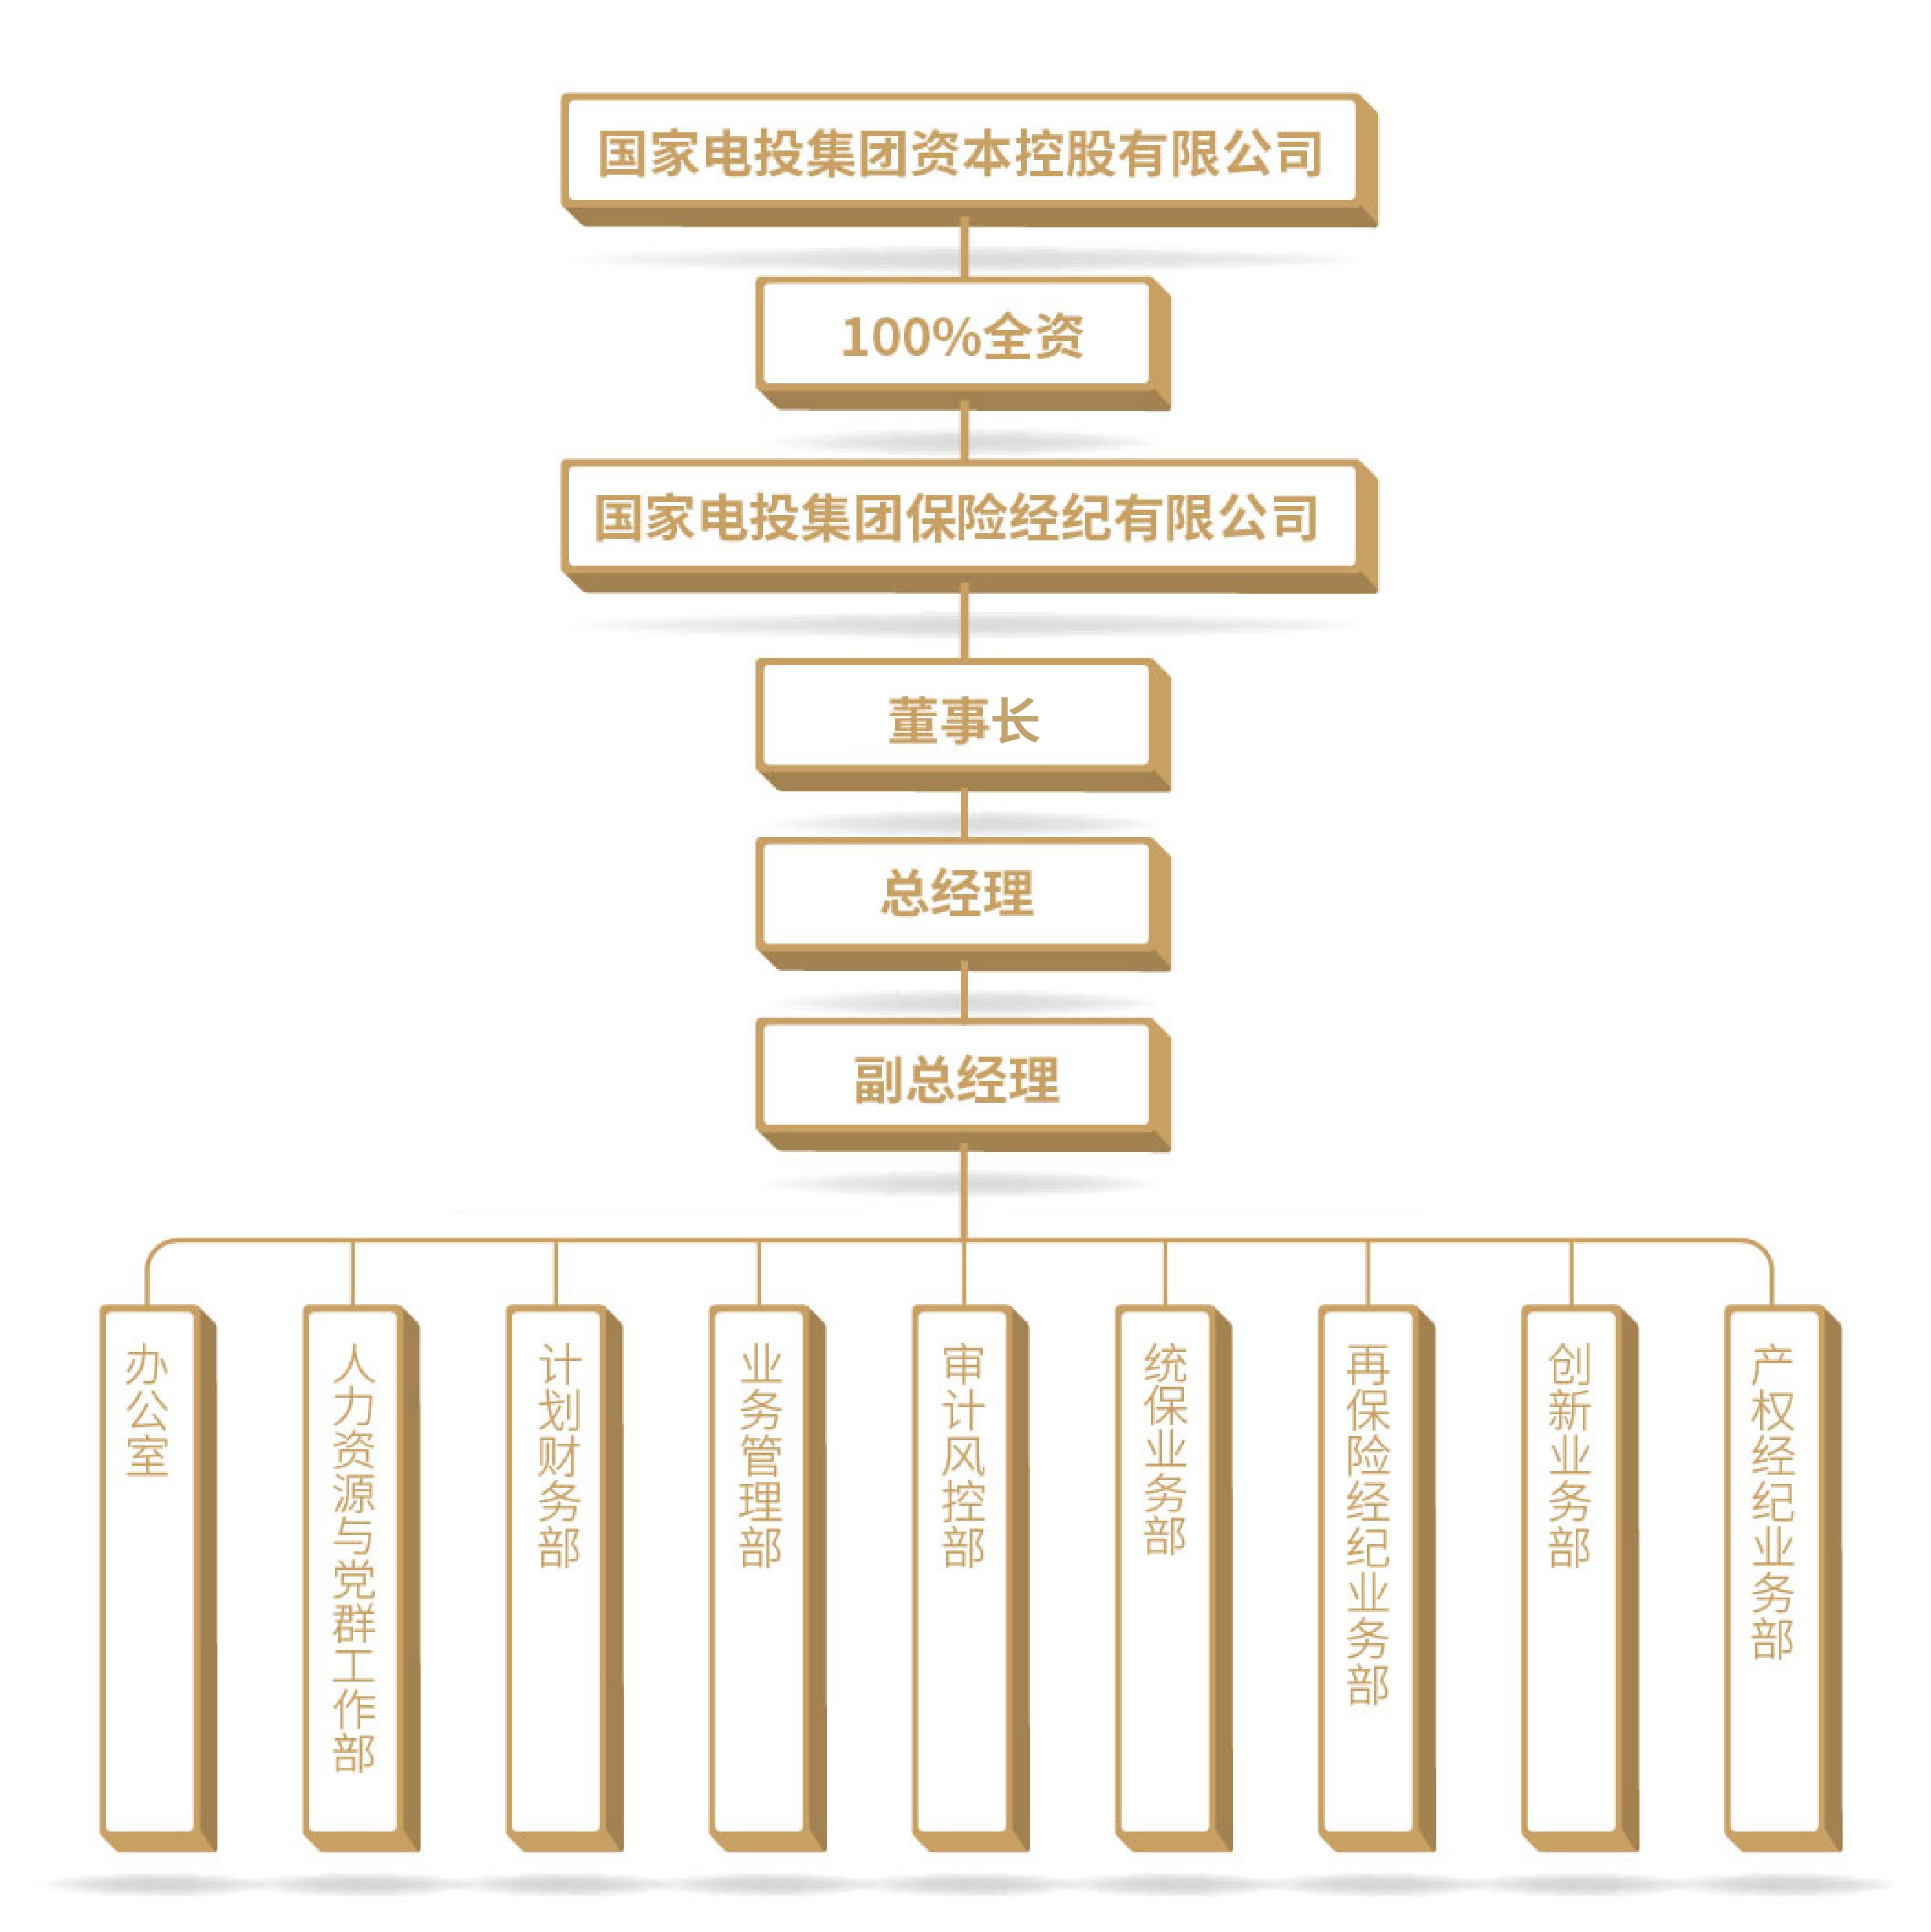 国家电投集团资本控股有限公司
100%全资
国家电投集团保险经纪有限公司
董事长
总经理
副总经理
办公室
人力资源与党群工作部
计划财务部
业务管理部
审计风控部
统保业务部
再保险经纪业务部
创新业务部
产权经纪业务部